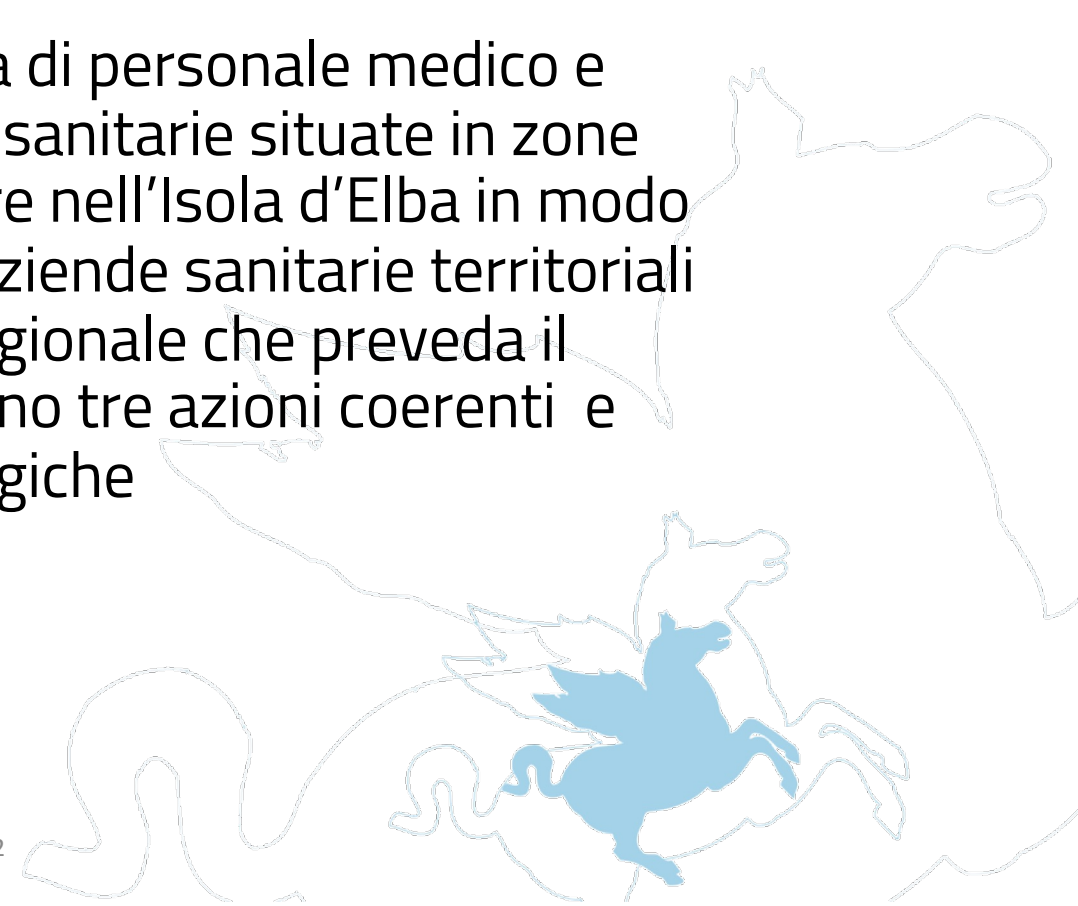 a di personale medico e
sanitarie situate in zone
re nell'Isola d'Elba in modo
ziende sanitarie territoriali
gionale che preveda il
no tre azioni coerenti  e
giche
2